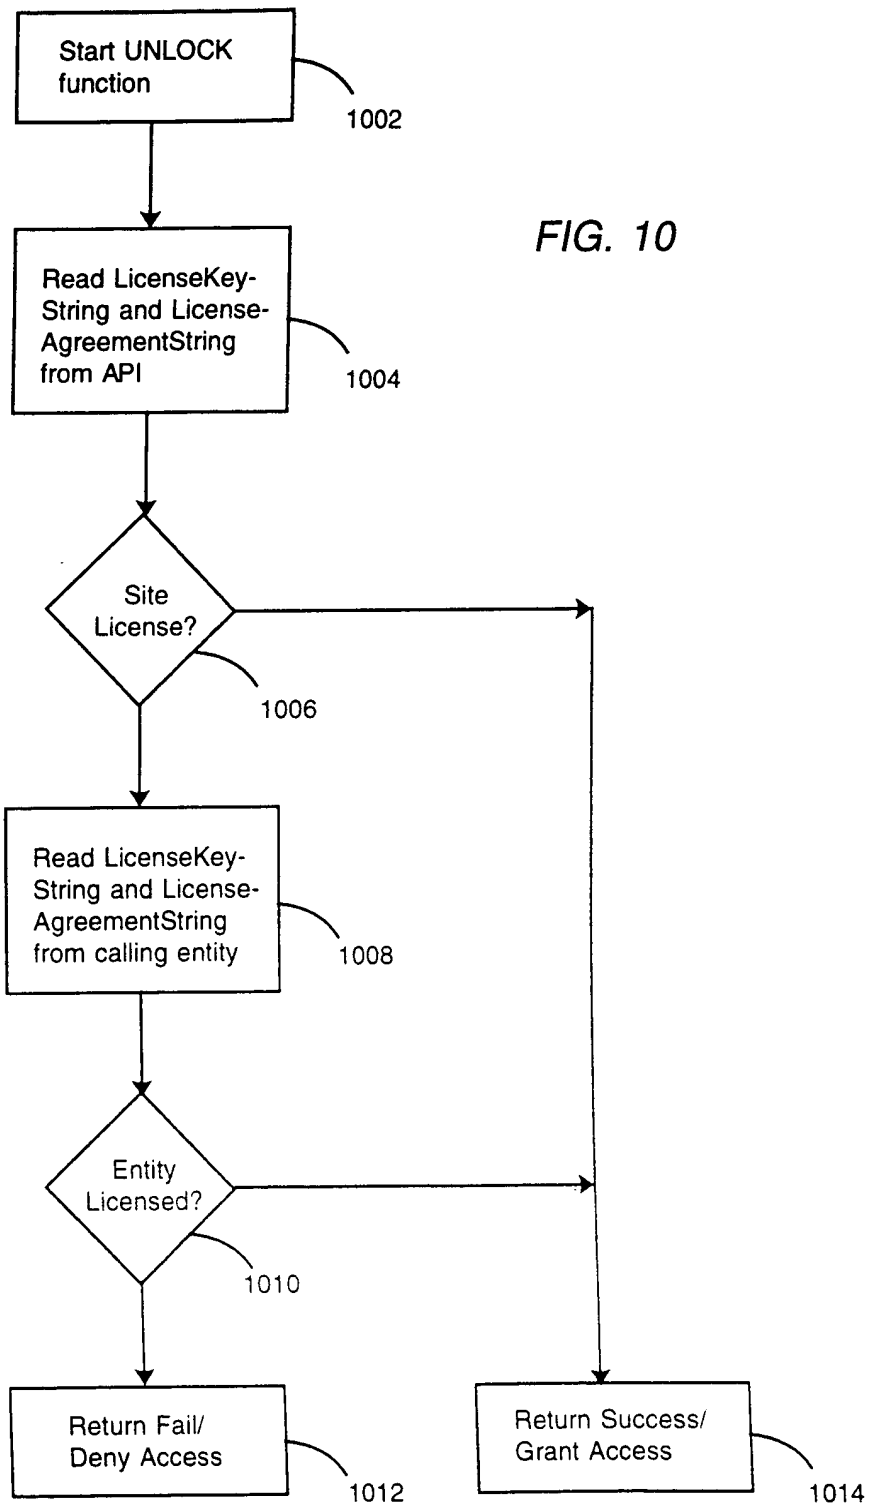 Start UNLOCK
function
1002
FIG. 10
Read LicenseKey-
String and License-
AgreementString
from API
1004
Site
License?
1006
Read LicenseKey-
String and License-
AgreementString
from calling entity
1008
Entity
Licensed?
1010
Return Fail/
Deny Access
1012
Return Success/
Grant Access
1014